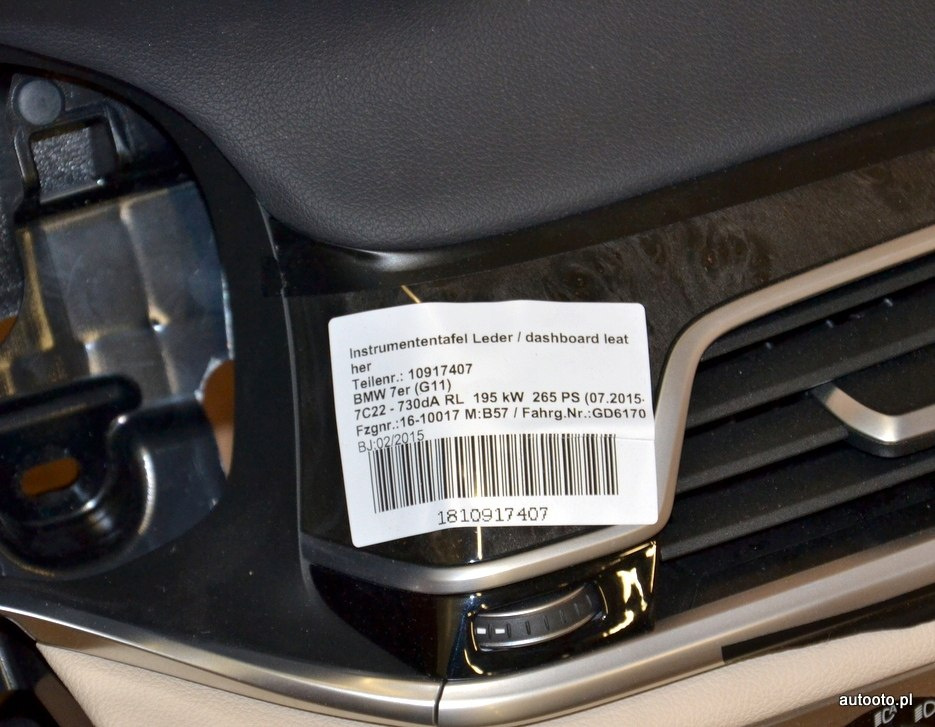 Instrumententafel Leder / dashboard leat
her
Teilenr.: 10917407
BMW 7er (G11)
7C22 - 730dA RL 195 kW 265 PS (07.2015-
Fzgnr.:16-10017 M:B57 / Fahrg.Nr.:GD6170
BJ:02/2015
1810917407
autooto.pl